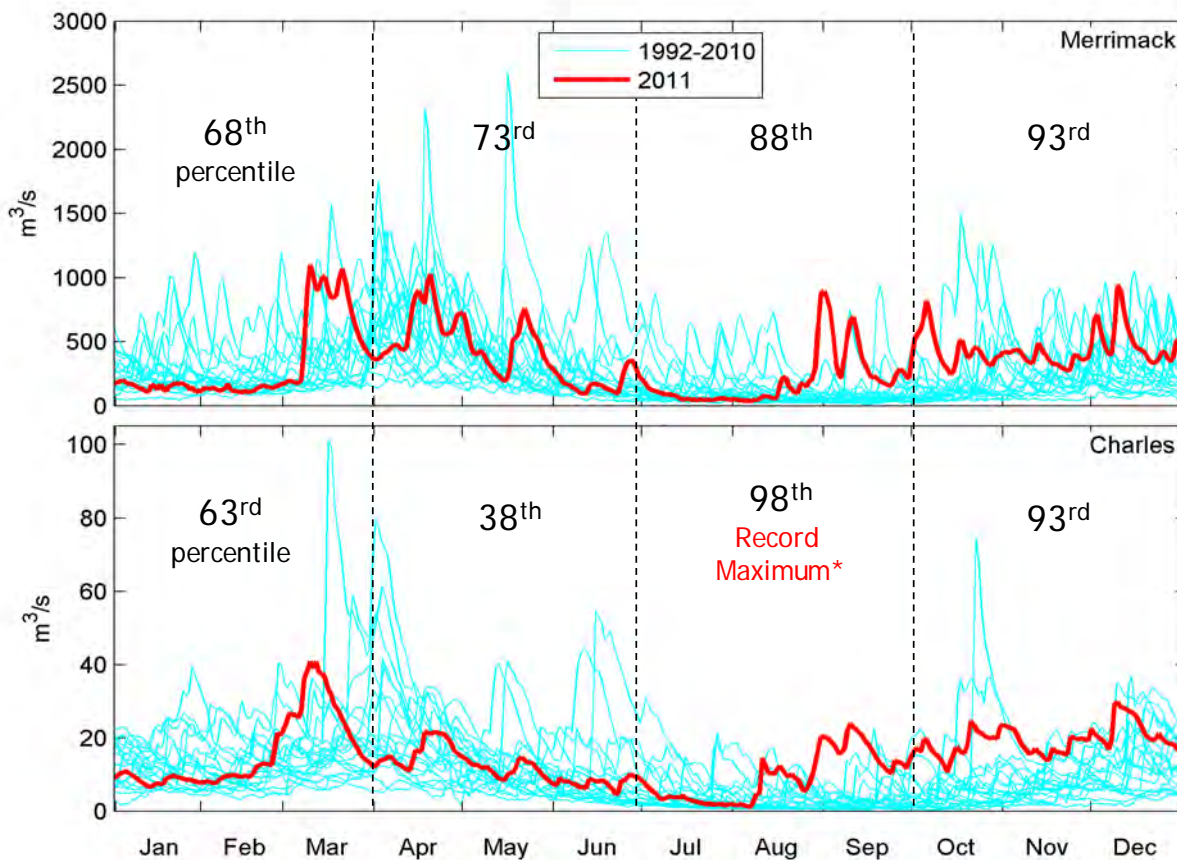 3000
2500
2000
1500
1000
500
0
m³/s
Merrimack
1992-2010
2011
68th
percentile
73rd
88th
93rd
100
80
60
40
20
0
m³/s
Charles
63rd
percentile
38th
98th
Record
Maximum*
93rd
Jan Feb Mar Apr May Jun Jul Aug Sep Oct Nov Dec